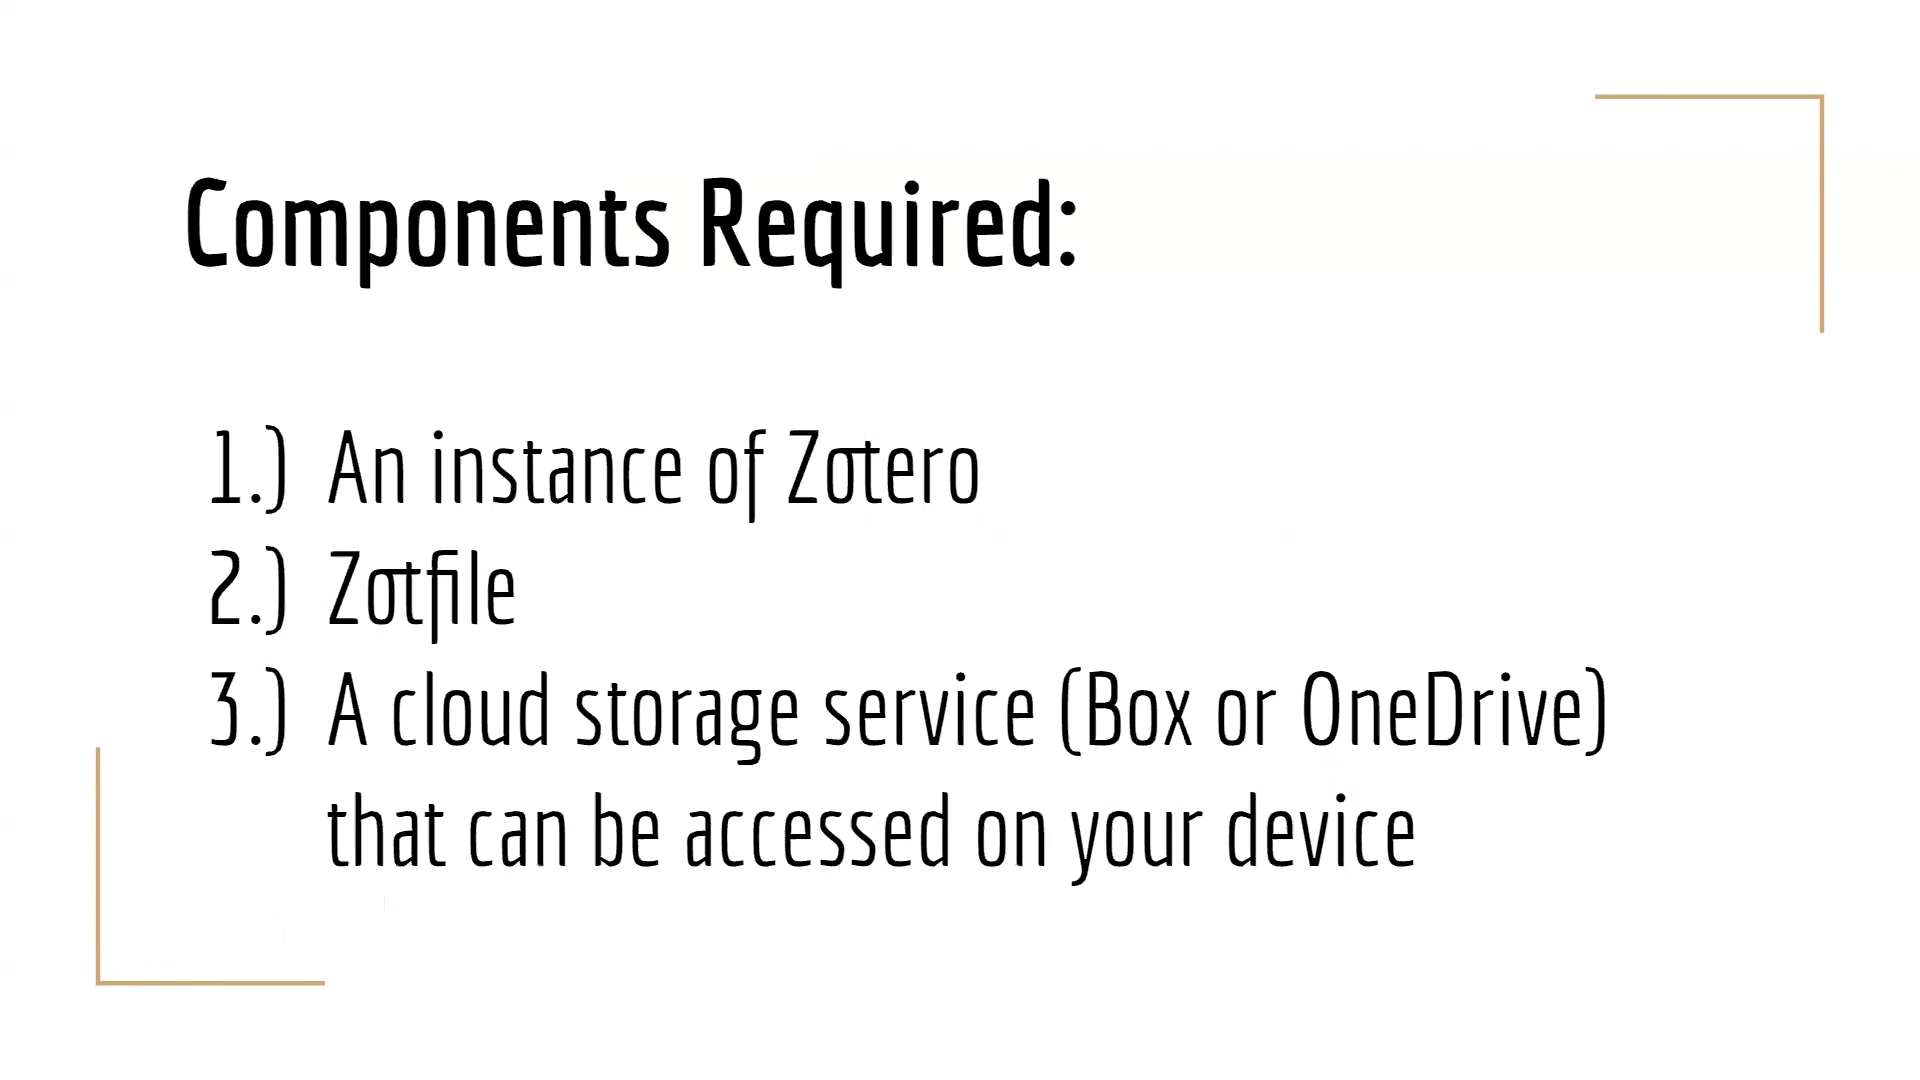 Components Required:
1.) An instance of Zotero
2.) Zotfile
3.) A cloud storage service (Box or OneDrive)
that can be accessed on your device